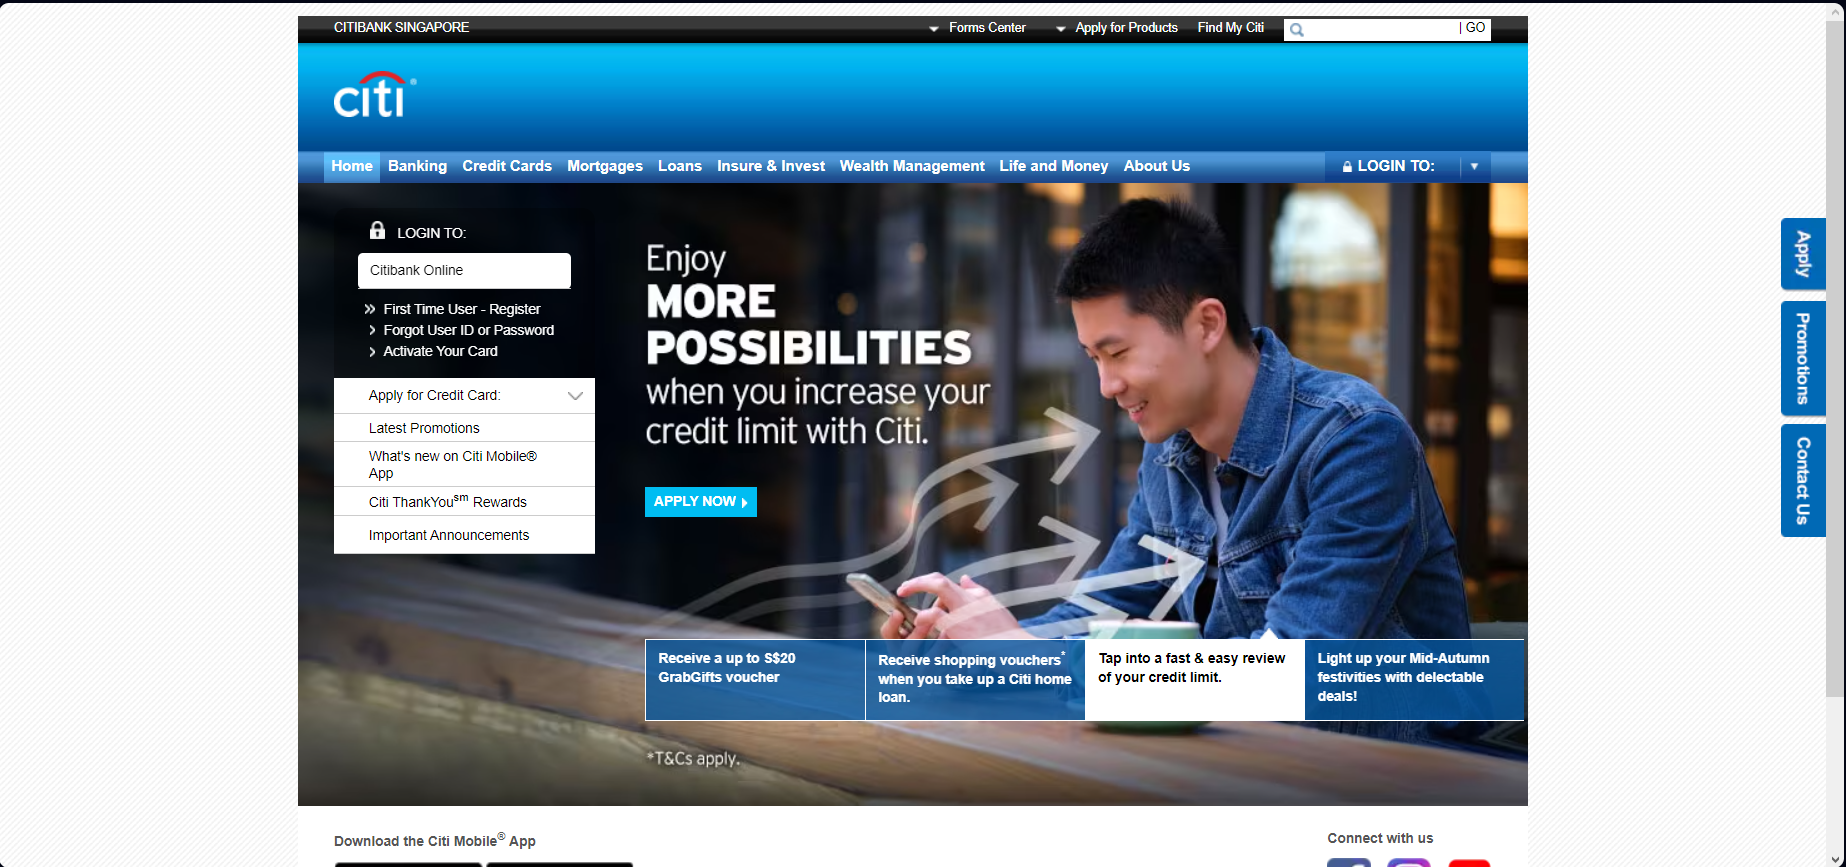 CITIBANK SINGAPORE
Forms Center
Apply for Products
Find My Citi
| GO
citi®
Home
Banking
Credit Cards
Mortgages
Loans
Insure & Invest
Wealth Management
Life and Money
About Us
LOGIN TO:
LOGIN TO:
Citibank Online
First Time User - Register
Forgot User ID or Password
Activate Your Card
Apply for Credit Card:
Latest Promotions
What's new on Citi Mobile®
App
Citi ThankYou℠ Rewards
Important Announcements
Enjoy
MORE
POSSIBILITIES
when you increase your
credit limit with Citi.
APPLY NOW
Receive a up to S$20
GrabGifts voucher
Receive shopping vouchers*
when you take up a Citi home
loan.
Tap into a fast & easy review
of your credit limit.
Light up your Mid-Autumn
festivities with delectable
deals!
*T&Cs apply.
Apply
Promotions
Contact Us
Download the Citi Mobile® App
Connect with us